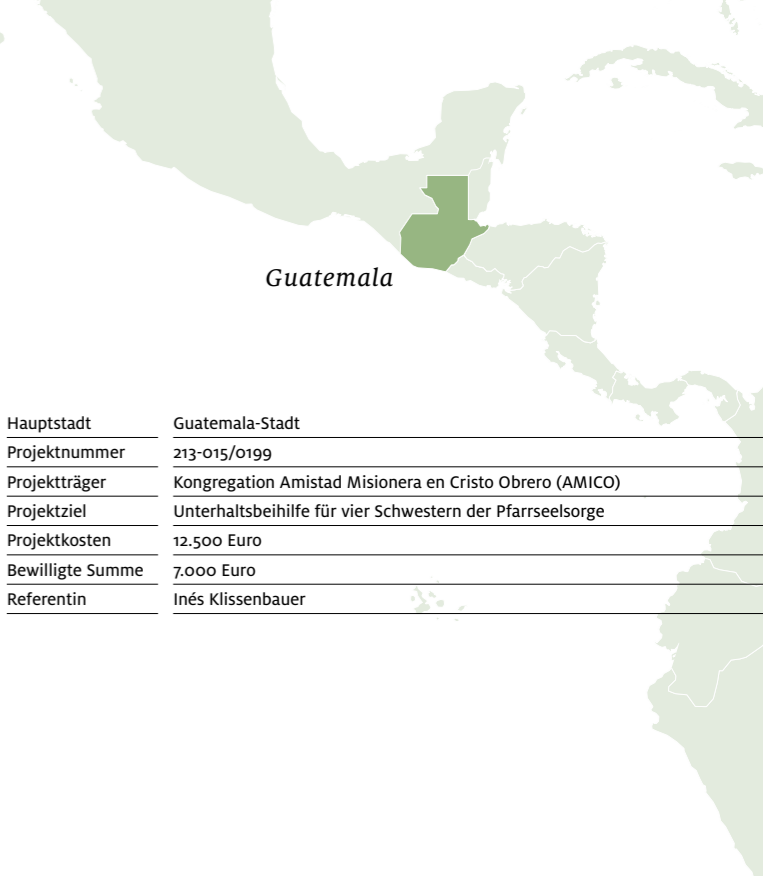 Guatemala
Hauptstadt Guatemala-Stadt
Projektnummer 213-015/0199
Projektträger Kongregation Amistad Misionera en Cristo Obrero (AMICO)
Projektziel Unterhaltsbeihilfe für vier Schwestern der Pfarrseelsorge
Projektkosten 12.500 Euro
Bewilligte Summe 7.000 Euro
Referentin Inés Klissenbauer